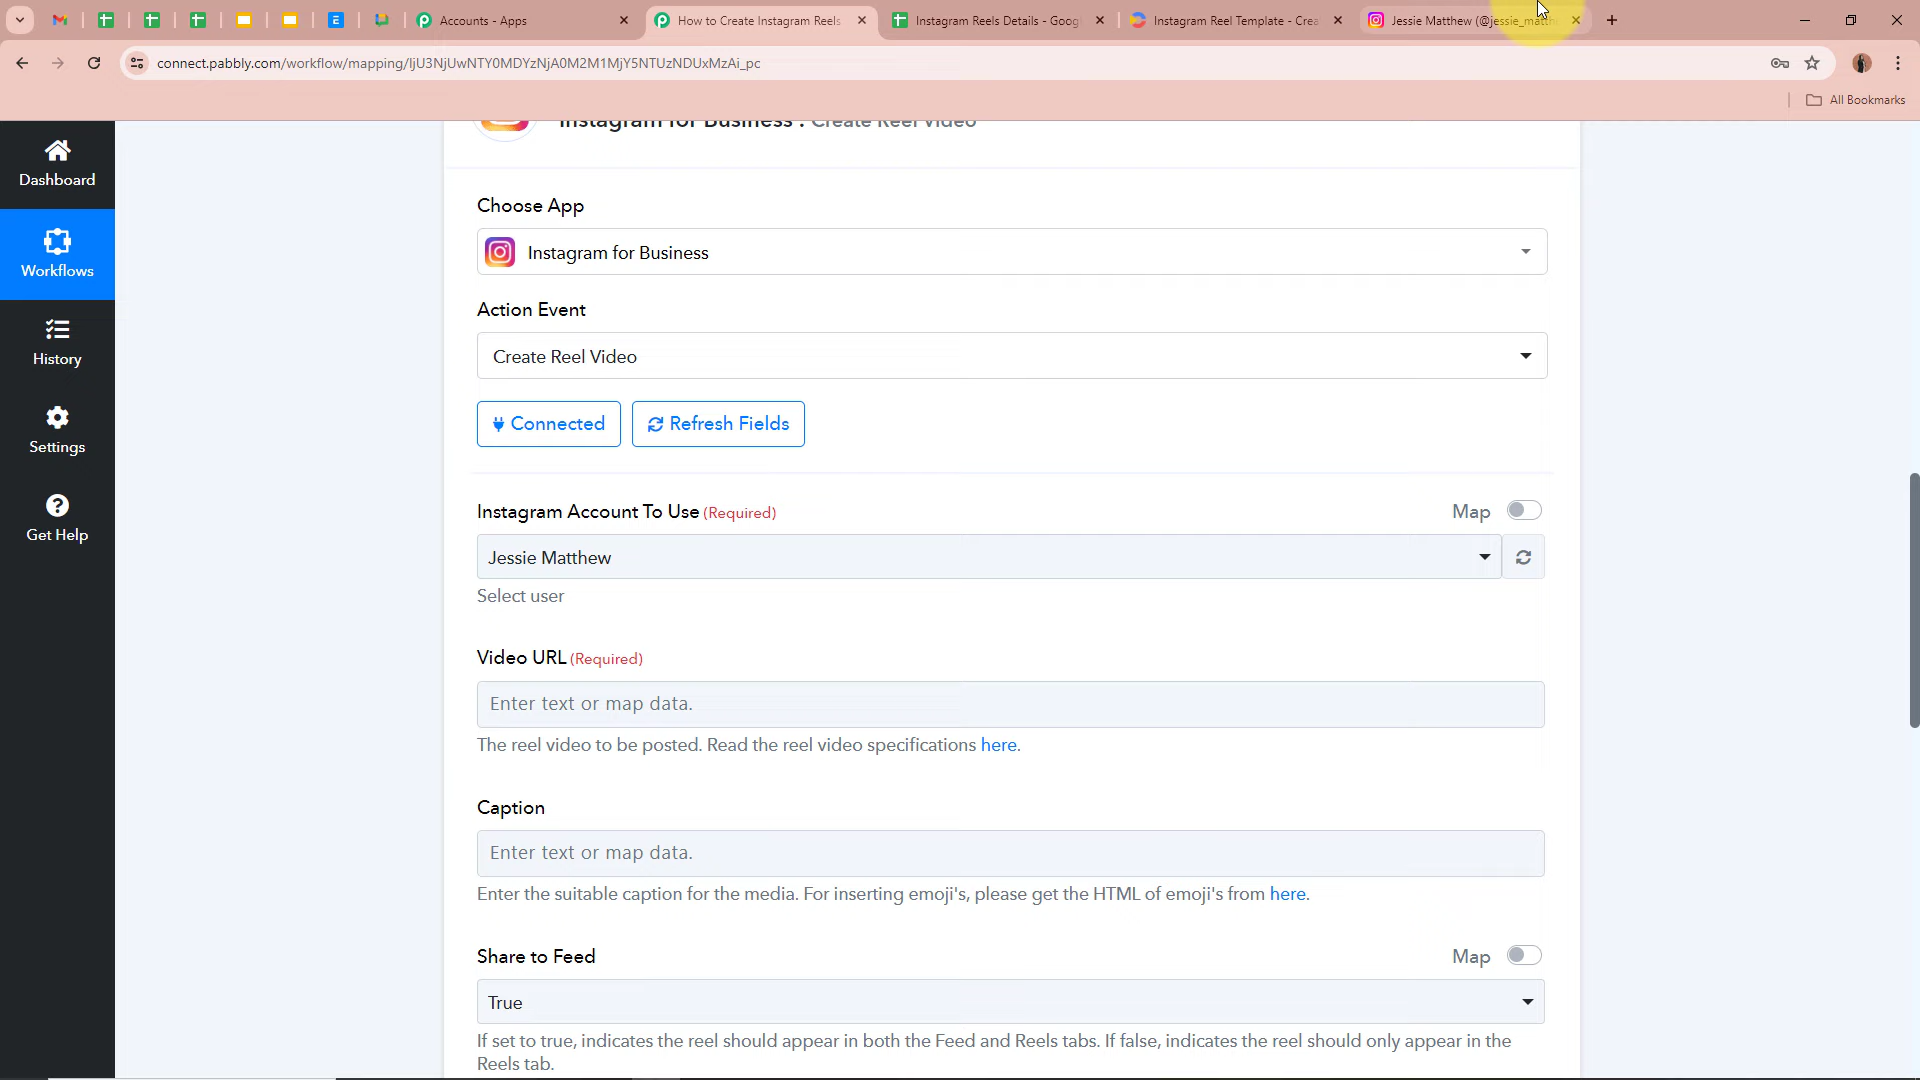 Accounts - Apps
How to Create Instagram Reels
Instagram Reels Details - Goog
Instagram Reel Template - Crea
Jessie Matthew (@jessie_matth
connect.pabbly.com/workflow/mapping/IjU3NjUwNTY0MDYzNjA0M2M1MjY5NTUzNDUxMzAi_pc
All Bookmarks
Dashboard
Workflows
History
Settings
Get Help
Instagram for Business : Create Reel Video
Choose App
Instagram for Business
Action Event
Create Reel Video
Connected
Refresh Fields
Instagram Account To Use (Required)
Map
Jessie Matthew
Select user
Video URL (Required)
Enter text or map data.
The reel video to be posted. Read the reel video specifications here.
Caption
Enter text or map data.
Enter the suitable caption for the media. For inserting emoji's, please get the HTML of emoji's from here.
Share to Feed
Map
True
If set to true, indicates the reel should appear in both the Feed and Reels tabs. If false, indicates the reel should only appear in the
Reels tab.